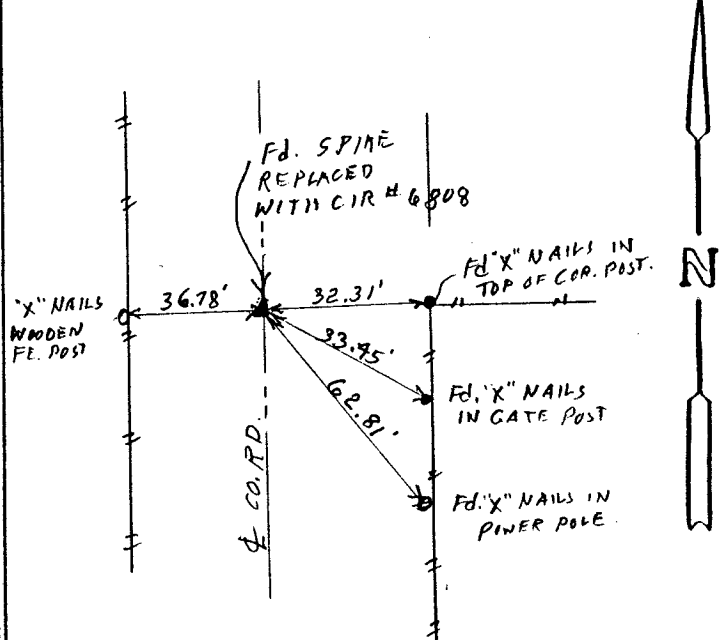 Fd. SPIKE
REPLACED
WITH CIR # 6808
Fd "X" NAILS IN
TOP OF COR. POST.
N
"X" NAILS
WOODEN
FE. POST
36.78'
32.31'
33.45'
62.81'
Fd. "X" NAILS
IN GATE POST
℄ CO. RD.
Fd. "X" NAILS IN
POWER POLE